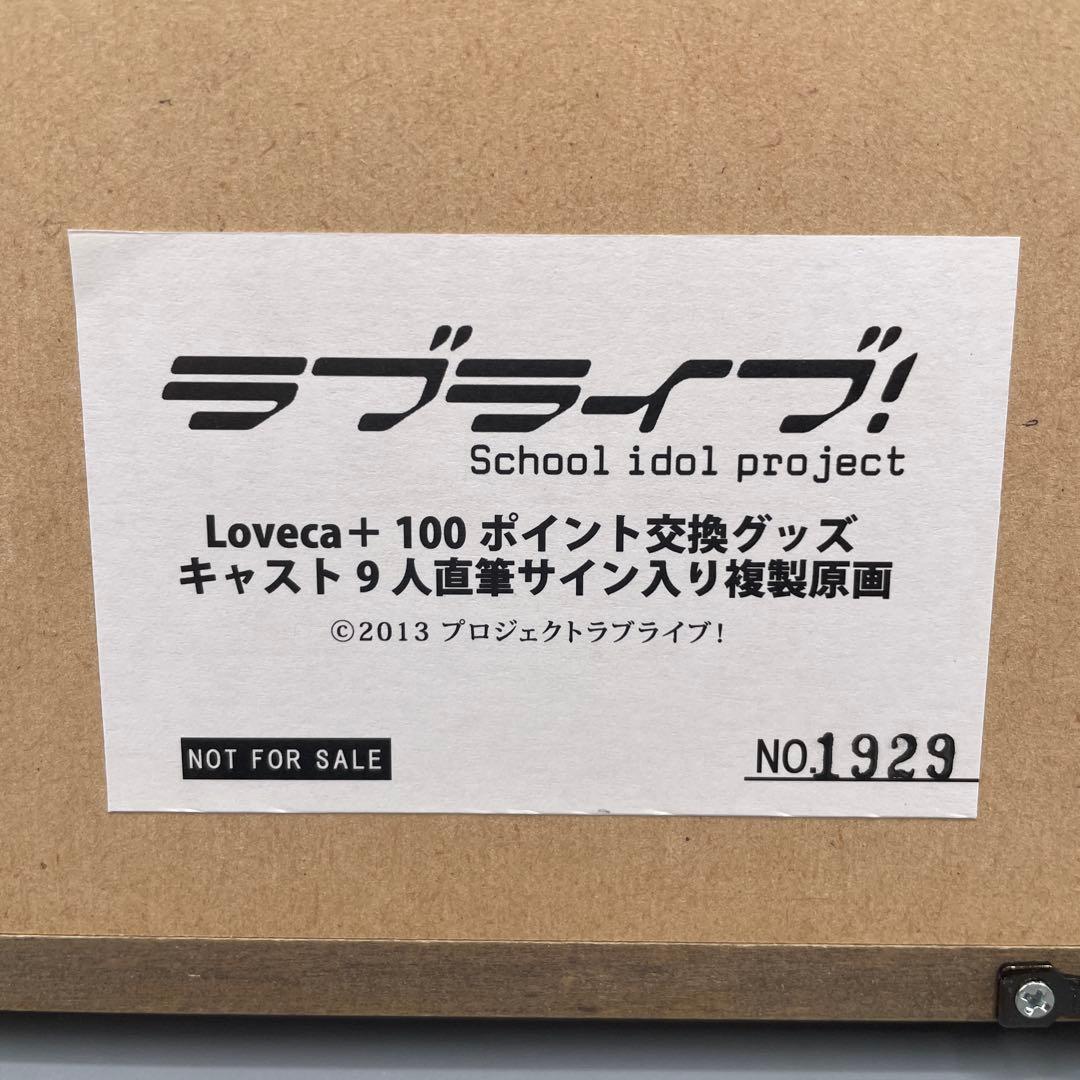 ラブライブ!
School idol project
Loveca＋ 100 ポイント交換グッズ
キャスト 9 人直筆サイン入り複製原画
©2013 プロジェクトラブライブ!
NOT FOR SALE
NO.1929